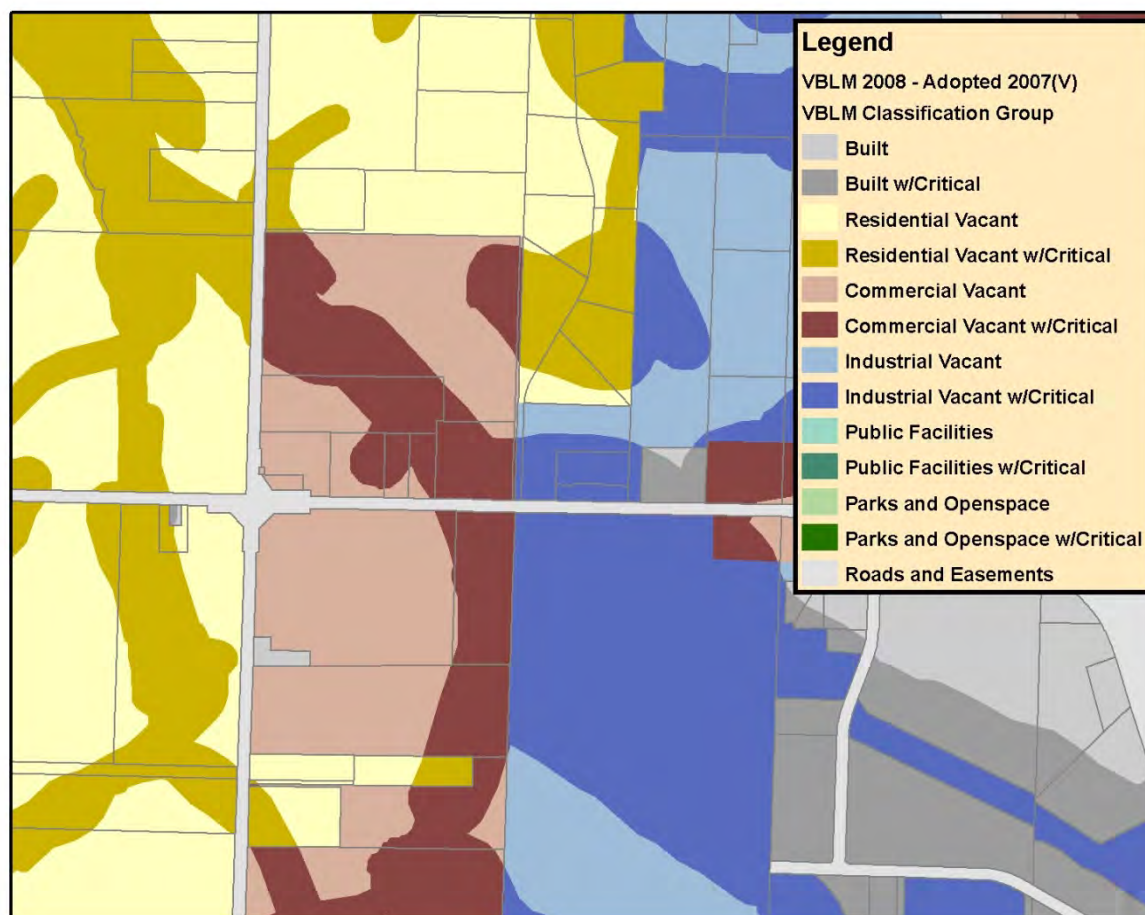 Legend
VBLM 2008 - Adopted 2007(V)
VBLM Classification Group
Built
Built w/Critical
Residential Vacant
Residential Vacant w/Critical
Commercial Vacant
Commercial Vacant w/Critical
Industrial Vacant
Industrial Vacant w/Critical
Public Facilities
Public Facilities w/Critical
Parks and Openspace
Parks and Openspace w/Critical
Roads and Easements